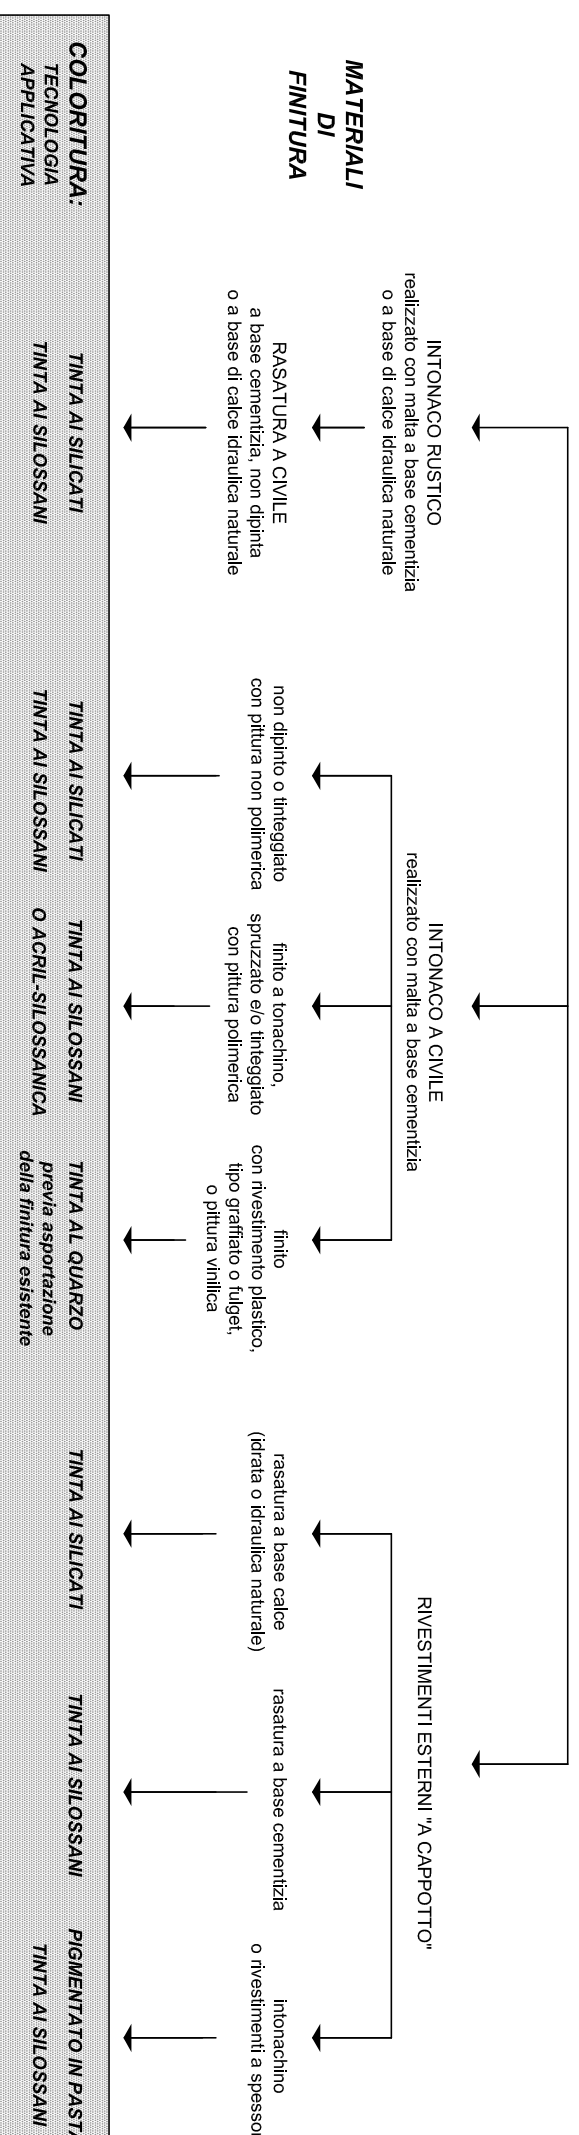 MATERIALI
DI
FINITURA
INTONACO RUSTICO
realizzato con malta a base cementizia
o a base di calce idraulica naturale
RASATURA A CIVILE
a base cementizia, non dipinta
o a base di calce idraulica naturale
INTONACO A CIVILE
realizzato con malta a base cementizia
non dipinto o tinteggiato
con pittura non polimerica
finito a tonachino,
spruzzato e/o tinteggiato
con pittura polimerica
finito
con rivestimento plastico,
tipo graffiato o fulget,
o pittura vinilica
RIVESTIMENTI ESTERNI "A CAPPOTTO"
rasatura a base calce
(idrata o idraulica naturale)
rasatura a base cementizia
intonachino
o rivestimenti a spessor
COLORITURA:
TECNOLOGIA
APPLICATIVA
TINTA AI SILICATI
TINTA AI SILOSSANI
TINTA AI SILICATI
TINTA AI SILOSSANI
TINTA AI SILOSSANI
O ACRIL-SILOSSANICA
TINTA AL QUARZO
previa asportazione
della finitura esistente
TINTA AI SILICATI
TINTA AI SILOSSANI
PIGMENTATO IN PASTA
TINTA AI SILOSSANI